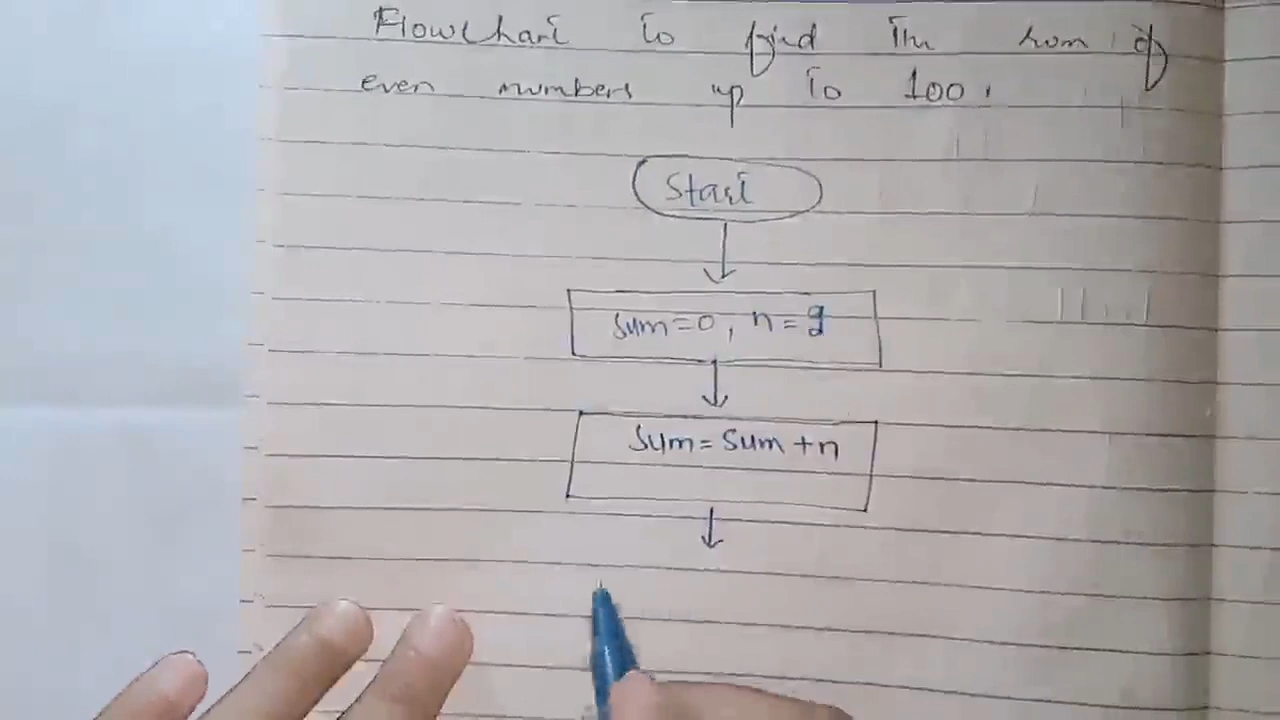 Flowchart to find the sum of
even numbers up to 100.
Start
Sum=0, n=2
Sum=Sum+n